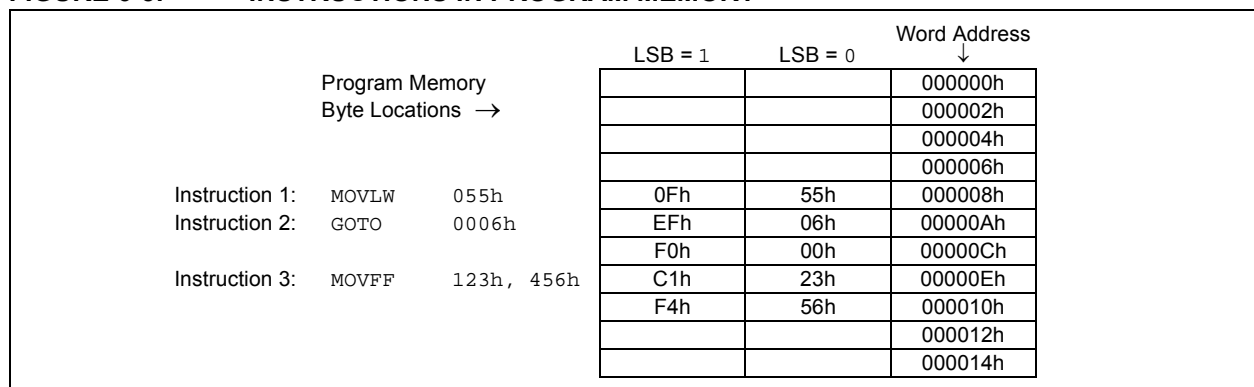 Word Address
LSB = 1 LSB = 0 ↓
Program Memory 000000h
Byte Locations → 000002h
000004h
000006h
Instruction 1: MOVLW 055h 0Fh 55h 000008h
Instruction 2: GOTO 0006h EFh 06h 00000Ah
F0h 00h 00000Ch
Instruction 3: MOVFF 123h, 456h C1h 23h 00000Eh
F4h 56h 000010h
000012h
000014h